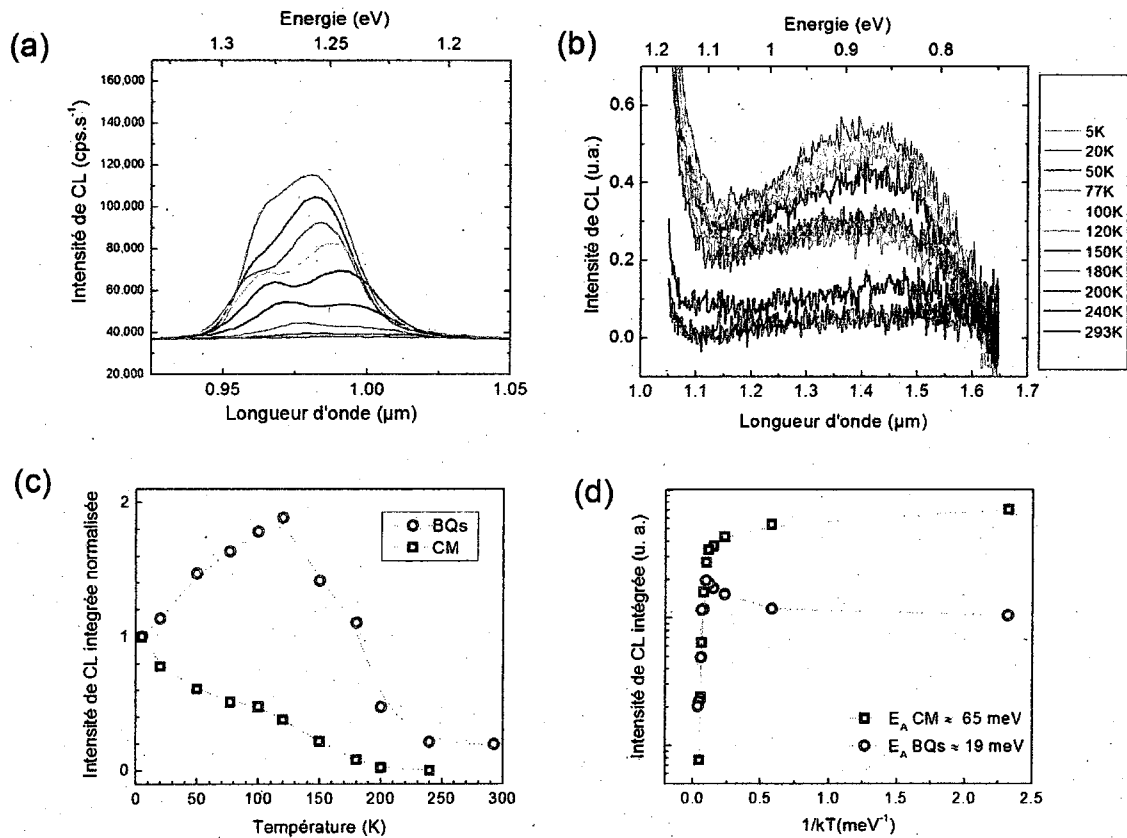 (a)
Energie (eV)
1.3 1.25 1.2
160,000
140,000
120.000
100.000
80.000
60.000
40.000
20.000
Intensité de CL (cps.s-1)
0.95 1.00 1.05
Longueur d'onde (µm)
(b)
Energie (eV)
1.2 1.1 1 0.9 0.8
0.6
0.4
0.2
0.0
Intensité de CL (u.a.)
1.0 1.1 1.2 1.3 1.4 1.5 1.6 1.7
Longueur d'onde (µm)
5K
20K
50K
77K
100K
120K
150K
180K
200K
240K
293K
(c)
2
1
0
Intensité de CL integrée normalisée
BQs
CM
0 50 100 150 200 250 300
Température (K)
(d)
Intensité de CL intégrée (u. a.)
EA CM ≈ 65 meV
EA BQs ≈ 19 meV
0.0 0.5 1.0 1.5 2.0 2.5
1/kT(meV-1)